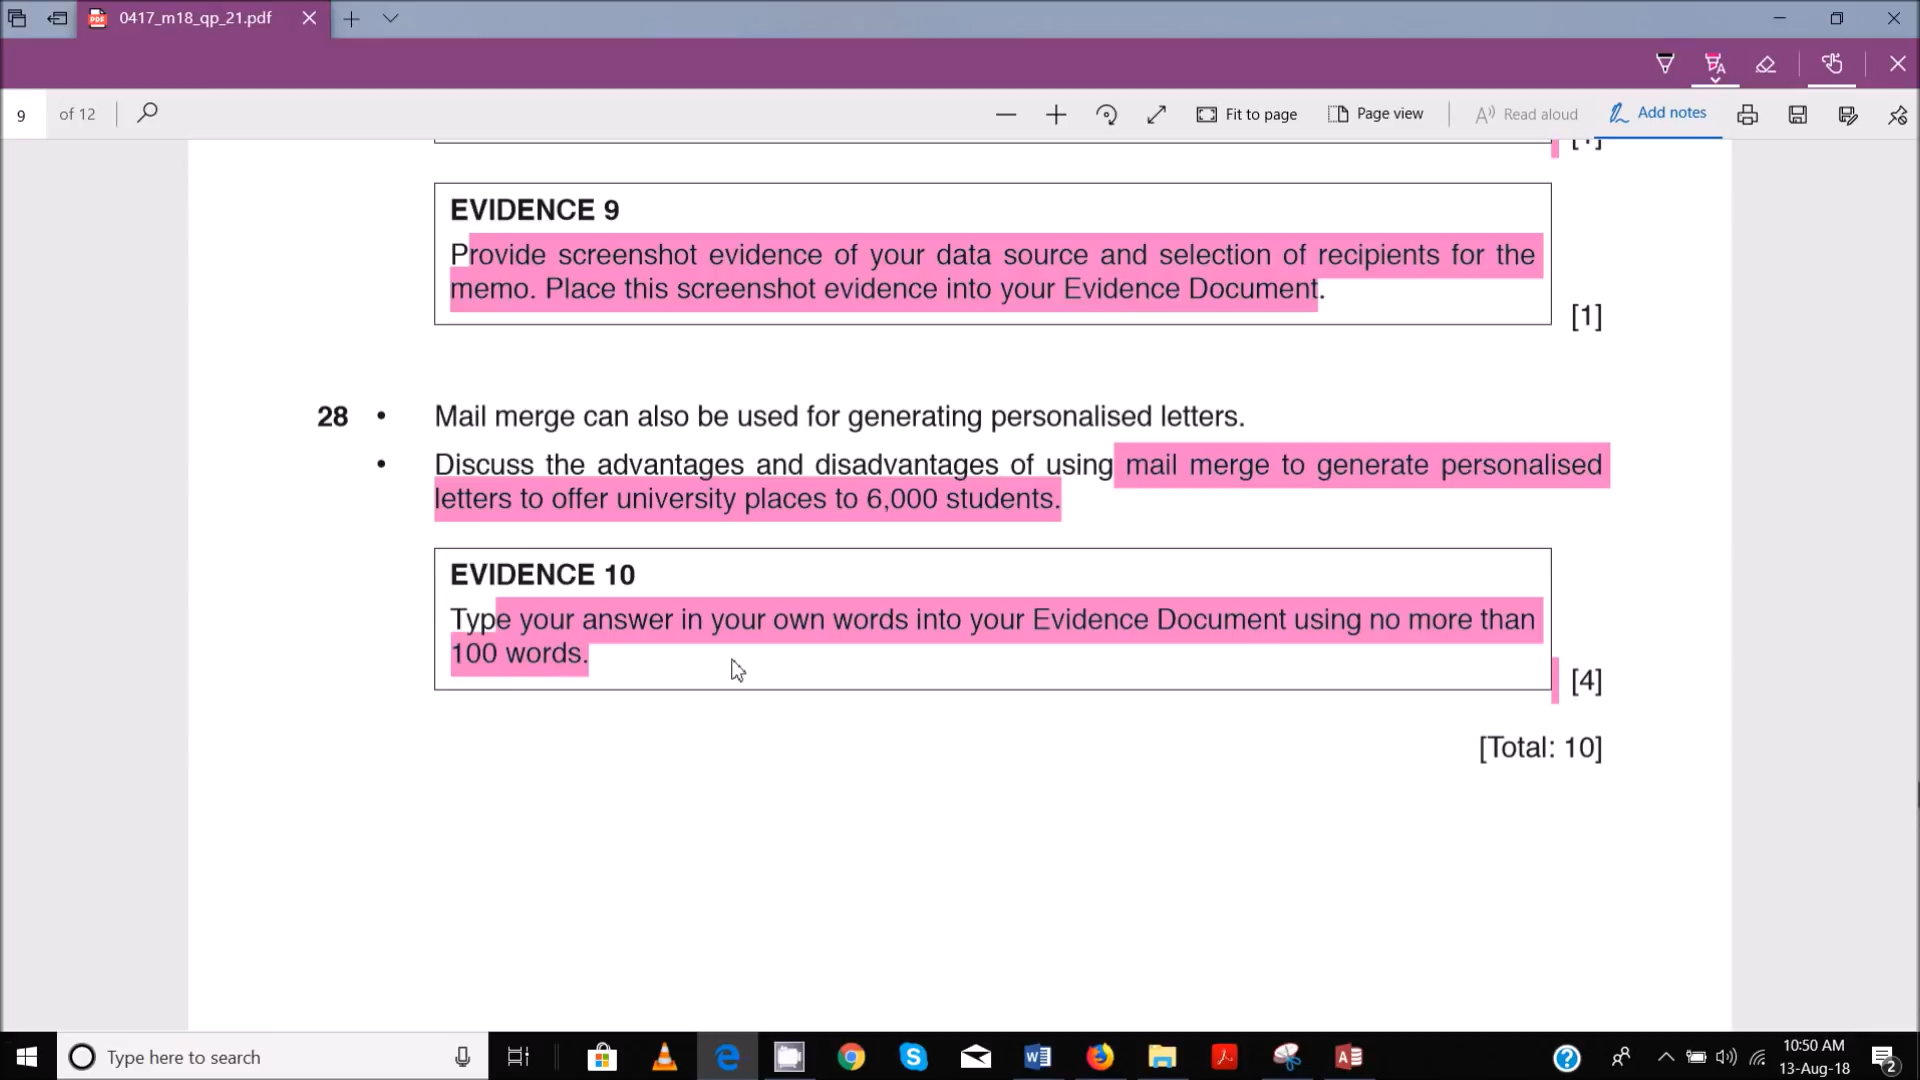 0417_m18_qp_21.pdf
9 of 12
Fit to page
Page view
Read aloud
Add notes
EVIDENCE 9
Provide screenshot evidence of your data source and selection of recipients for the
memo. Place this screenshot evidence into your Evidence Document.
[1]
28 • Mail merge can also be used for generating personalised letters.
• Discuss the advantages and disadvantages of using mail merge to generate personalised
letters to offer university places to 6,000 students.
EVIDENCE 10
Type your answer in your own words into your Evidence Document using no more than
100 words.
[4]
[Total: 10]
Type here to search
10:50 AM
13-Aug-18
2